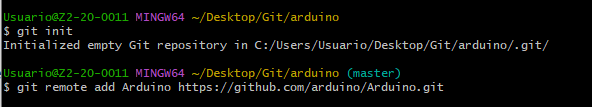 Usuario@Z2-20-0011 MINGW64 ~/Desktop/Git/arduino
$ git init
Initialized empty Git repository in C:/Users/Usuario/Desktop/Git/arduino/.git/
Usuario@Z2-20-0011 MINGW64 ~/Desktop/Git/arduino (master)
$ git remote add Arduino https://github.com/arduino/Arduino.git